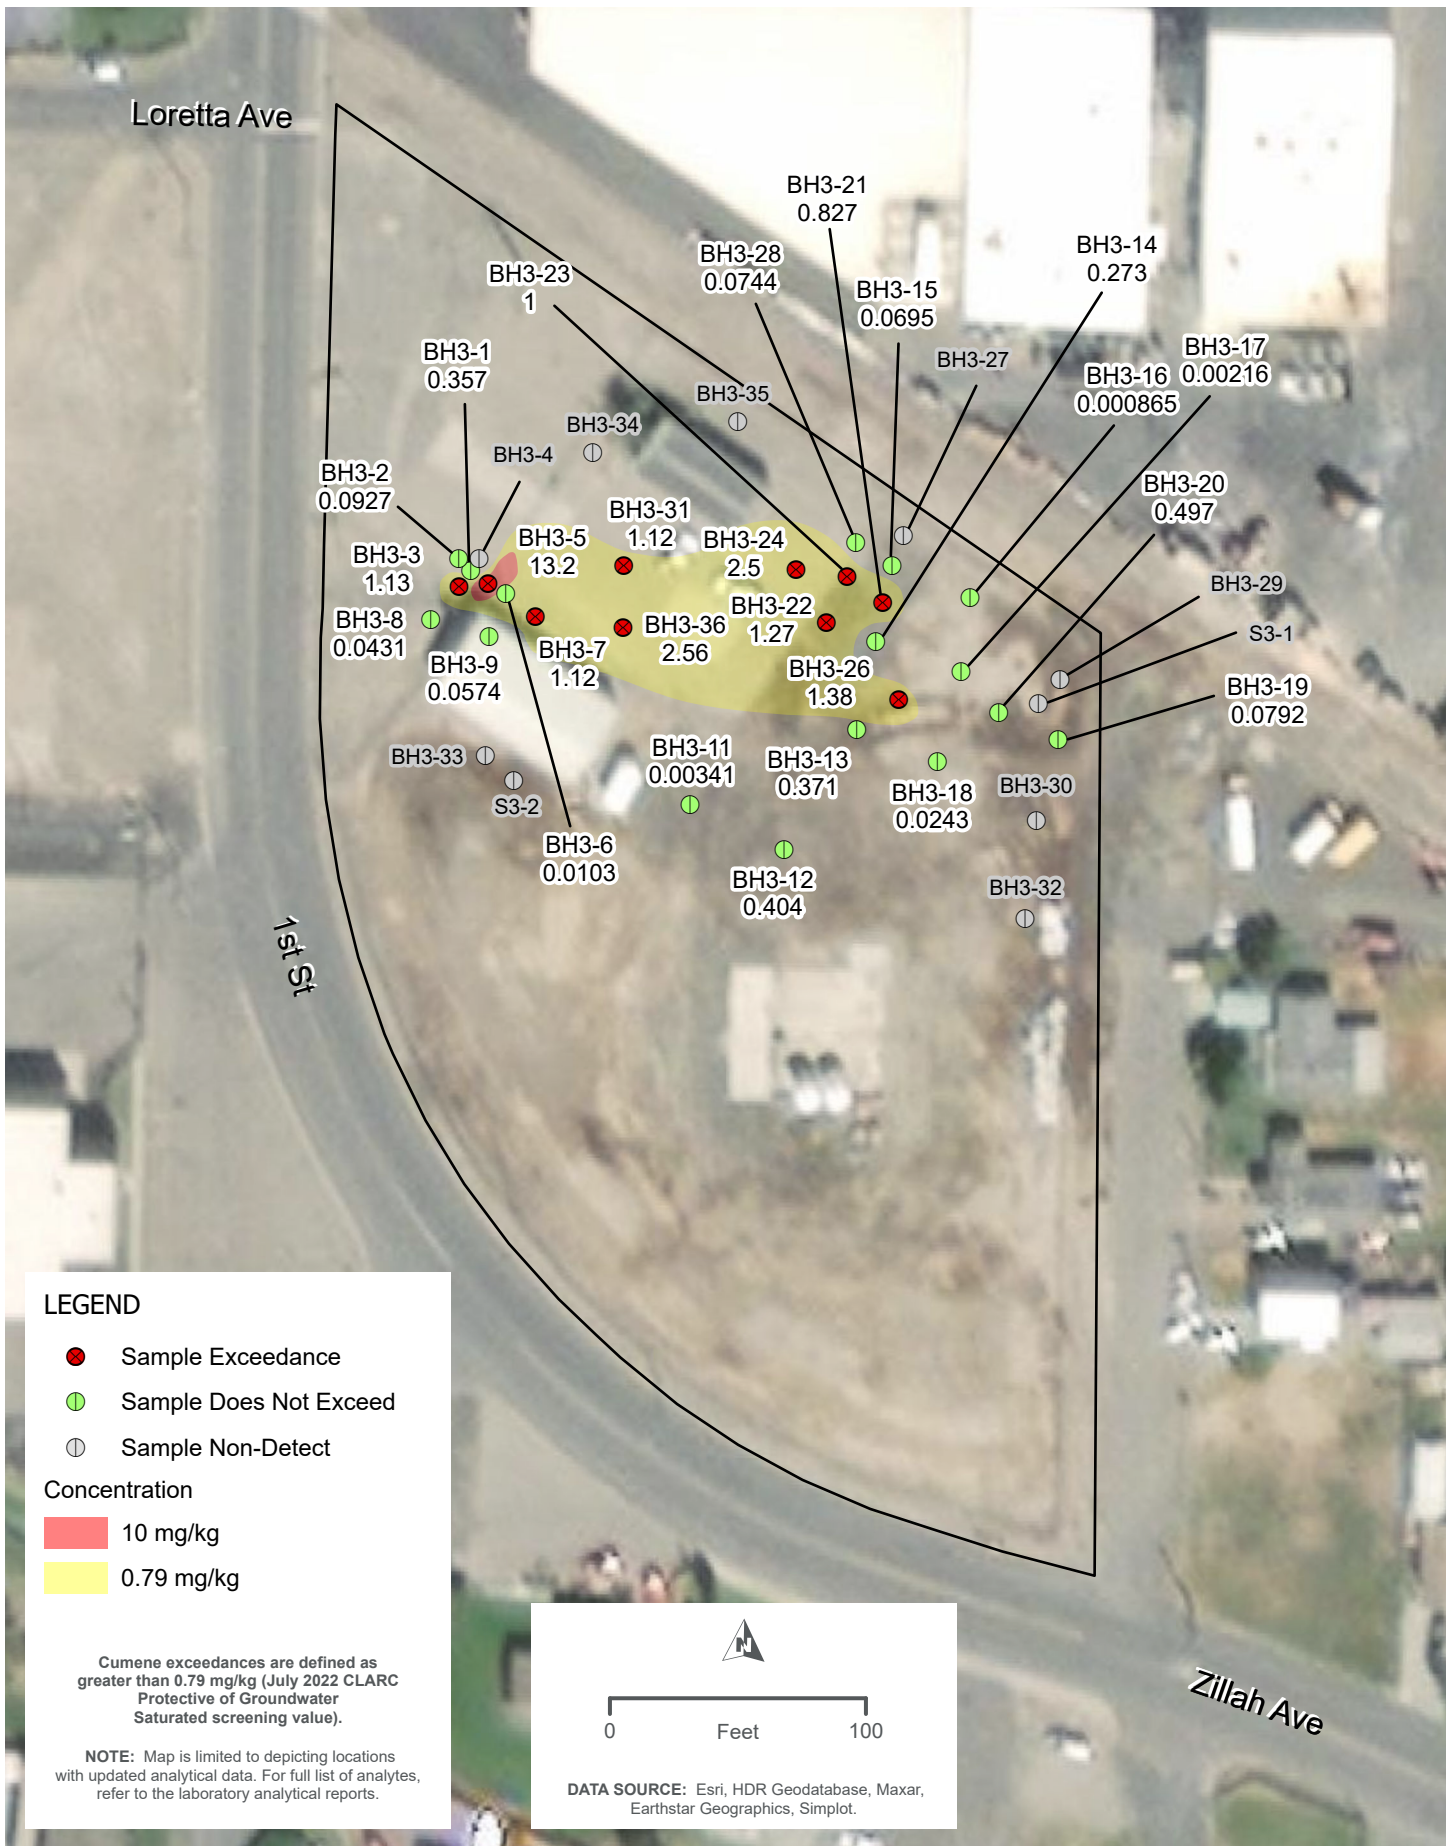 Loretta Ave
BH3-21
0.827
BH3-28
0.0744
BH3-14
0.273
BH3-23
1
BH3-15
0.0695
BH3-27
BH3-17
0.00216
BH3-16
0.000865
BH3-1
0.357
BH3-35
BH3-34
BH3-4
BH3-2
0.0927
BH3-20
0.497
BH3-31
1.12
BH3-5
13.2
BH3-24
2.5
BH3-3
1.13
BH3-29
BH3-8
0.0431
BH3-22
1.27
BH3-36
2.56
S3-1
BH3-7
1.12
BH3-9
0.0574
BH3-26
1.38
BH3-19
0.0792
BH3-33
BH3-11
0.00341
BH3-13
0.371
BH3-18
0.0243
BH3-30
S3-2
BH3-6
0.0103
BH3-12
0.404
BH3-32
1st St
LEGEND
Sample Exceedance
Sample Does Not Exceed
Sample Non-Detect
Concentration
10 mg/kg
0.79 mg/kg
Cumene exceedances are defined as
greater than 0.79 mg/kg (July 2022 CLARC
Protective of Groundwater
Saturated screening value).
NOTE: Map is limited to depicting locations
with updated analytical data. For full list of analytes,
refer to the laboratory analytical reports.
N
0 Feet 100
DATA SOURCE: Esri, HDR Geodatabase, Maxar,
Earthstar Geographics, Simplot.
Zillah Ave